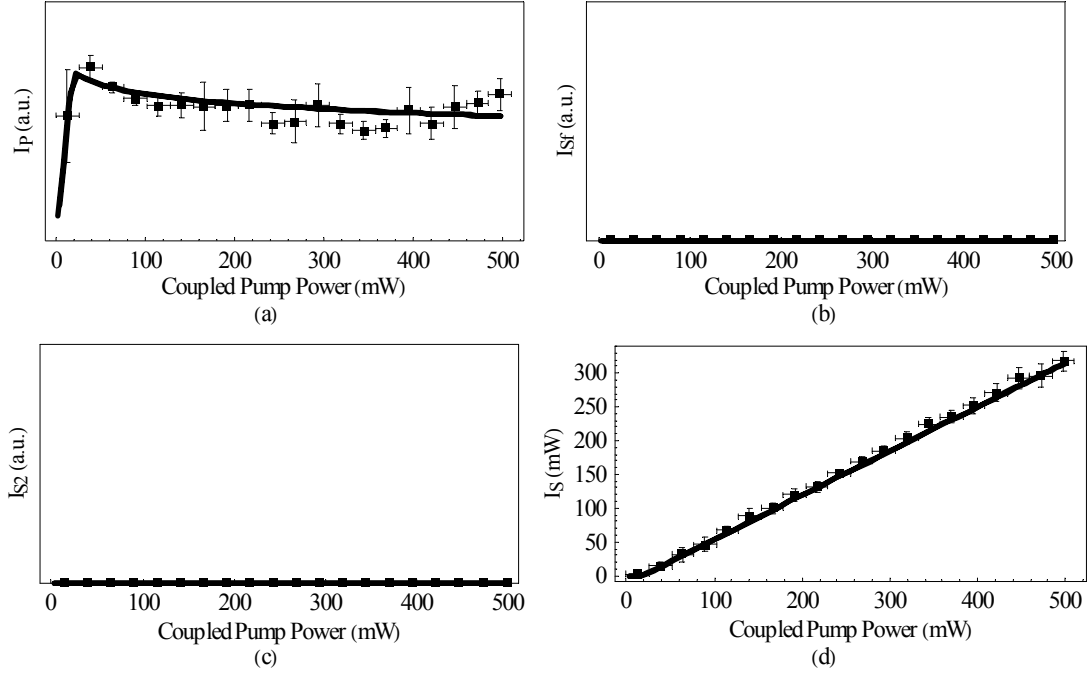 I_P (a.u.)
0 100 200 300 400 500
Coupled Pump Power (mW)
(a)
I_Sf (a.u.)
0 100 200 300 400 500
Coupled Pump Power (mW)
(b)
I_S2 (a.u.)
0 100 200 300 400 500
Coupled Pump Power (mW)
(c)
I_S (mW)
300
250
200
150
100
50
0
0 100 200 300 400 500
Coupled Pump Power (mW)
(d)